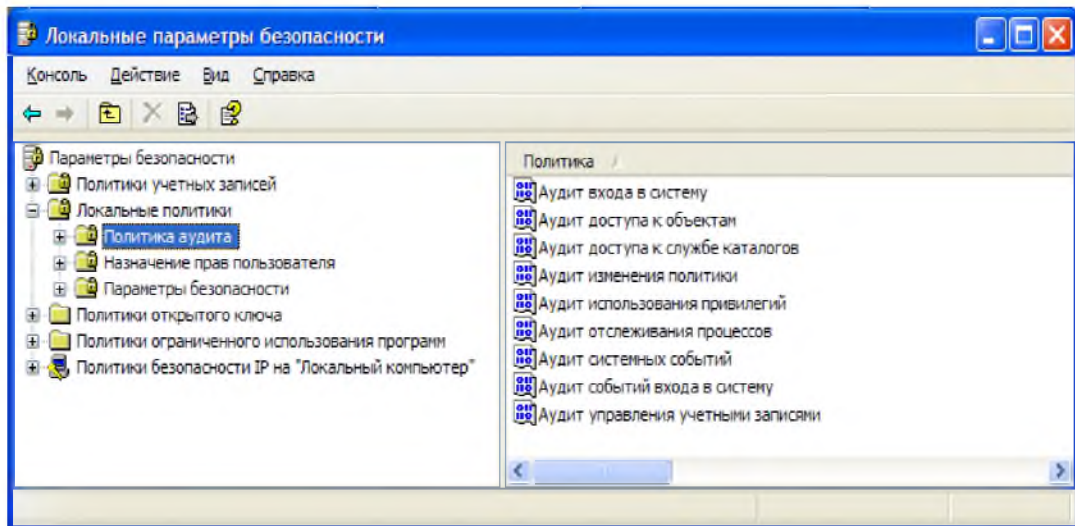 Локальные параметры безопасности
Консоль Действие Вид Справка
Параметры безопасности
Политики учетных записей
Локальные политики
Политика аудита
Назначение прав пользователя
Параметры безопасности
Политики открытого ключа
Политики ограниченного использования программ
Политики безопасности IP на "Локальный компьютер"
Политика
Аудит входа в систему
Аудит доступа к объектам
Аудит доступа к службе каталогов
Аудит изменения политики
Аудит использования привилегий
Аудит отслеживания процессов
Аудит системных событий
Аудит событий входа в систему
Аудит управления учетными записями